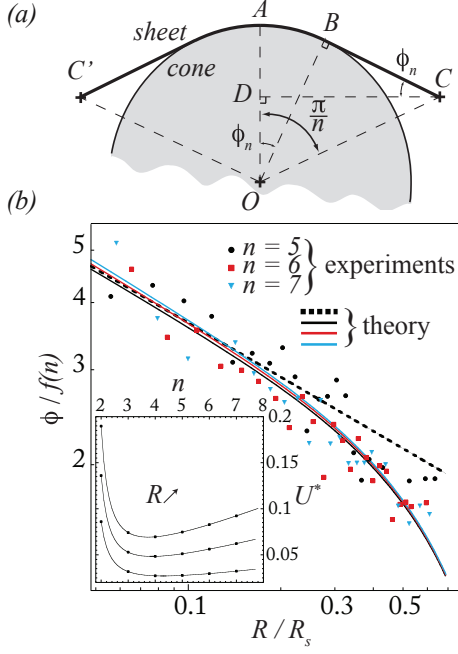 (a)
A
B
sheet
cone
C'
C
ϕn
D
π/n
ϕn
O
(b)
5
4
3
2
ϕ / f(n)
n = 5
n = 6
n = 7
experiments
theory
n
2 3 4 5 6 7 8
0.2
0.15
0.1
0.05
U*
R↗
0.1
0.3
0.5
R / Rs